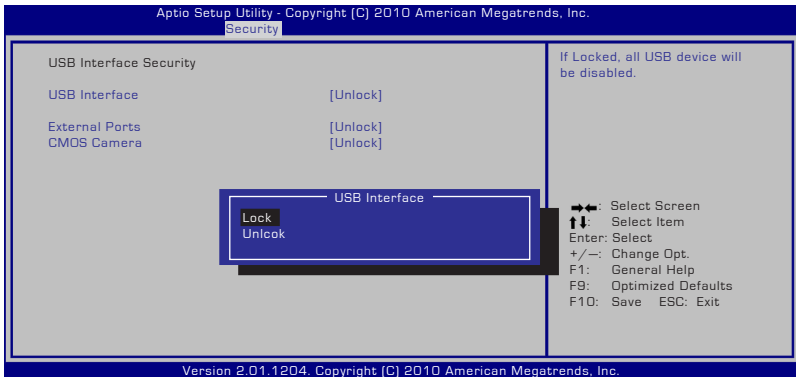 Aptio Setup Utility - Copyright (C) 2010 American Megatrends, Inc.
Security
USB Interface Security
USB Interface [Unlock]
External Ports [Unlock]
CMOS Camera [Unlock]
USB Interface
Lock
Unlcok
If Locked, all USB device will
be disabled.
→←: Select Screen
↑↓: Select Item
Enter: Select
+/—: Change Opt.
F1: General Help
F9: Optimized Defaults
F10: Save ESC: Exit
Version 2.01.1204. Copyright (C) 2010 American Megatrends, Inc.